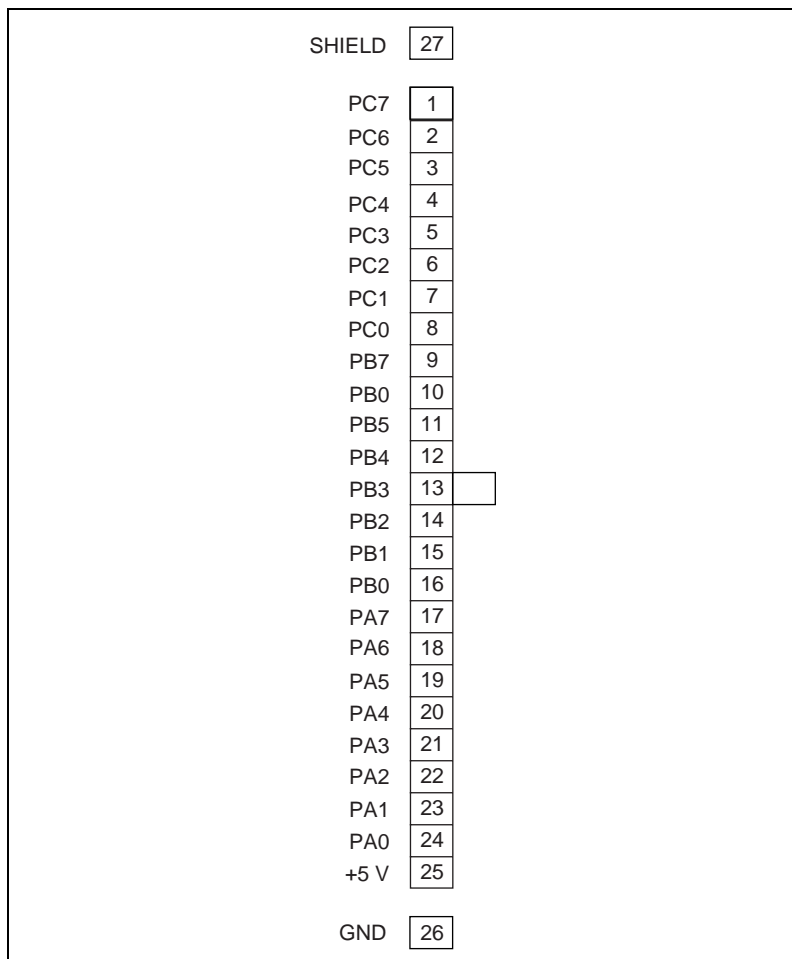 SHIELD 27
PC7 1
PC6 2
PC5 3
PC4 4
PC3 5
PC2 6
PC1 7
PC0 8
PB7 9
PB0 10
PB5 11
PB4 12
PB3 13
PB2 14
PB1 15
PB0 16
PA7 17
PA6 18
PA5 19
PA4 20
PA3 21
PA2 22
PA1 23
PA0 24
+5 V 25
GND 26